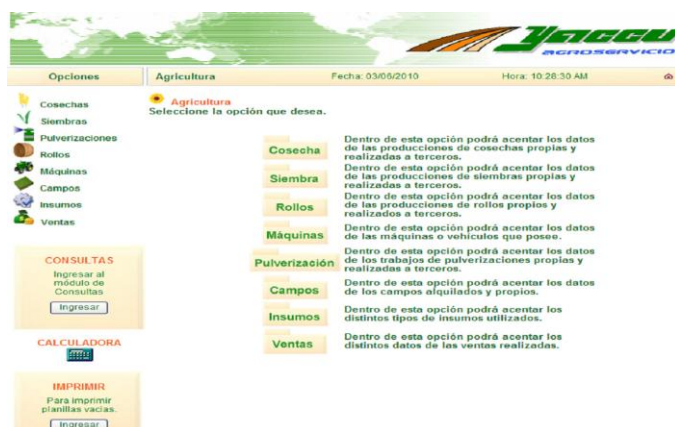 Yaccu
AGROSERVICIO
Opciones
Agricultura
Fecha: 03/06/2010
Hora: 10:28:30 AM
Cosechas
Siembras
Pulverizaciones
Rollos
Máquinas
Campos
Insumos
Ventas
CONSULTAS
Ingresar al
módulo de
Consultas
Ingresar
CALCULADORA
IMPRIMIR
Para imprimir
planillas vacias.
Ingresar
Agricultura
Seleccione la opción que desea.
Cosecha
Dentro de esta opción podrá acentar los datos
de las producciones de cosechas propias y
realizadas a terceros.
Siembra
Dentro de esta opción podrá acentar los datos
de las producciones de siembras propias y
realizadas a terceros.
Rollos
Dentro de esta opción podrá acentar los datos
de las producciones de rollos propios y
realizados a terceros.
Máquinas
Dentro de esta opción podrá acentar los datos
de las máquinas o vehículos que posee.
Pulverización
Dentro de esta opción podrá acentar los datos
de los trabajos de pulverizaciones propias y
realizadas a terceros.
Campos
Dentro de esta opción podrá acentar los datos
de los campos alquilados y propios.
Insumos
Dentro de esta opción podrá acentar los
distintos tipos de insumos utilizados.
Ventas
Dentro de esta opción podrá acentar los
distintos datos de las ventas realizadas.